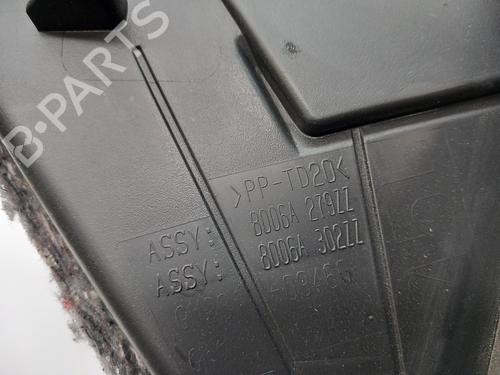 B-PARTS
>PP-TD20<
ASSY: 8006A 279ZZ
ASSY: 8006A 302ZZ